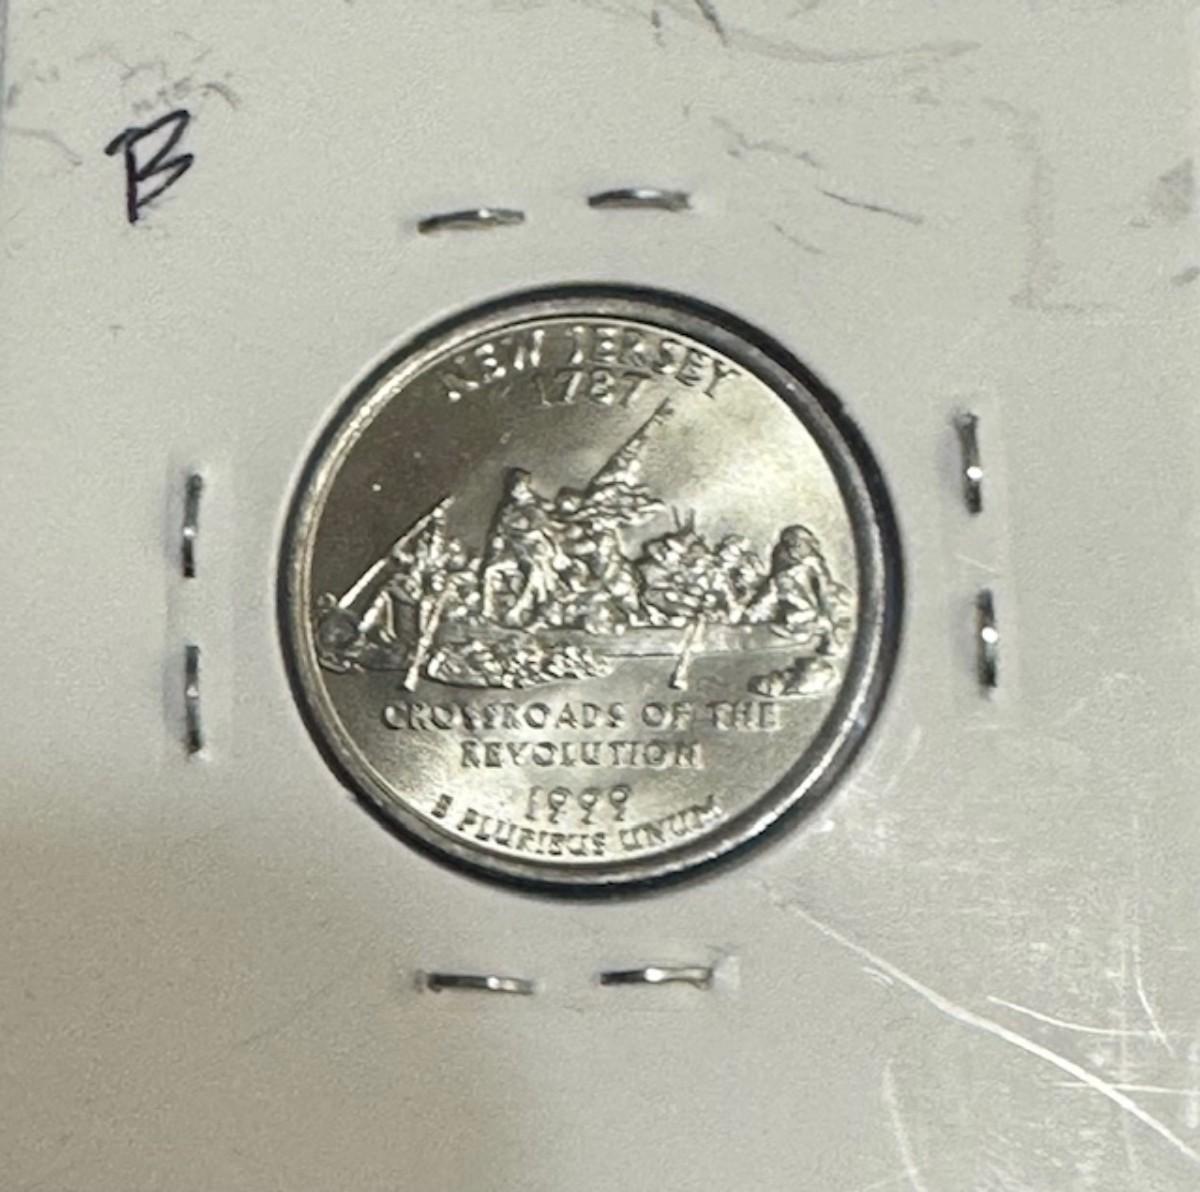 B
NEW JERSEY
1787
CROSSROADS OF THE
REVOLUTION
1999
E PLURIBUS UNUM